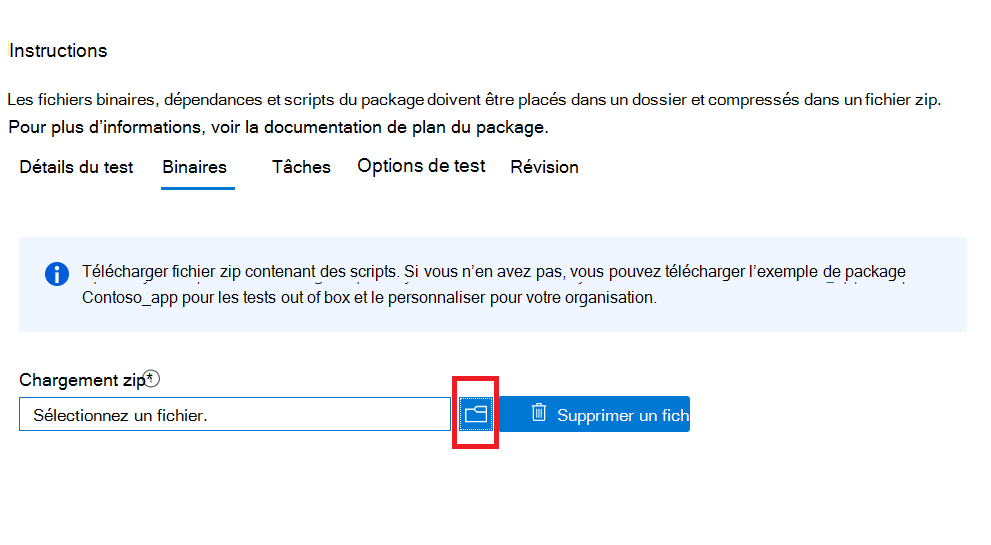 Instructions
Les fichiers binaires, dépendances et scripts du package doivent être placés dans un dossier et compressés dans un fichier zip.
Pour plus d’informations, voir la documentation de plan du package.
Détails du test Binaires Tâches Options de test Révision
Télécharger fichier zip contenant des scripts. Si vous n’en avez pas, vous pouvez télécharger l’exemple de package
Contoso_app pour les tests out of box et le personnaliser pour votre organisation.
Chargement zip*
Sélectionnez un fichier. Supprimer un fich